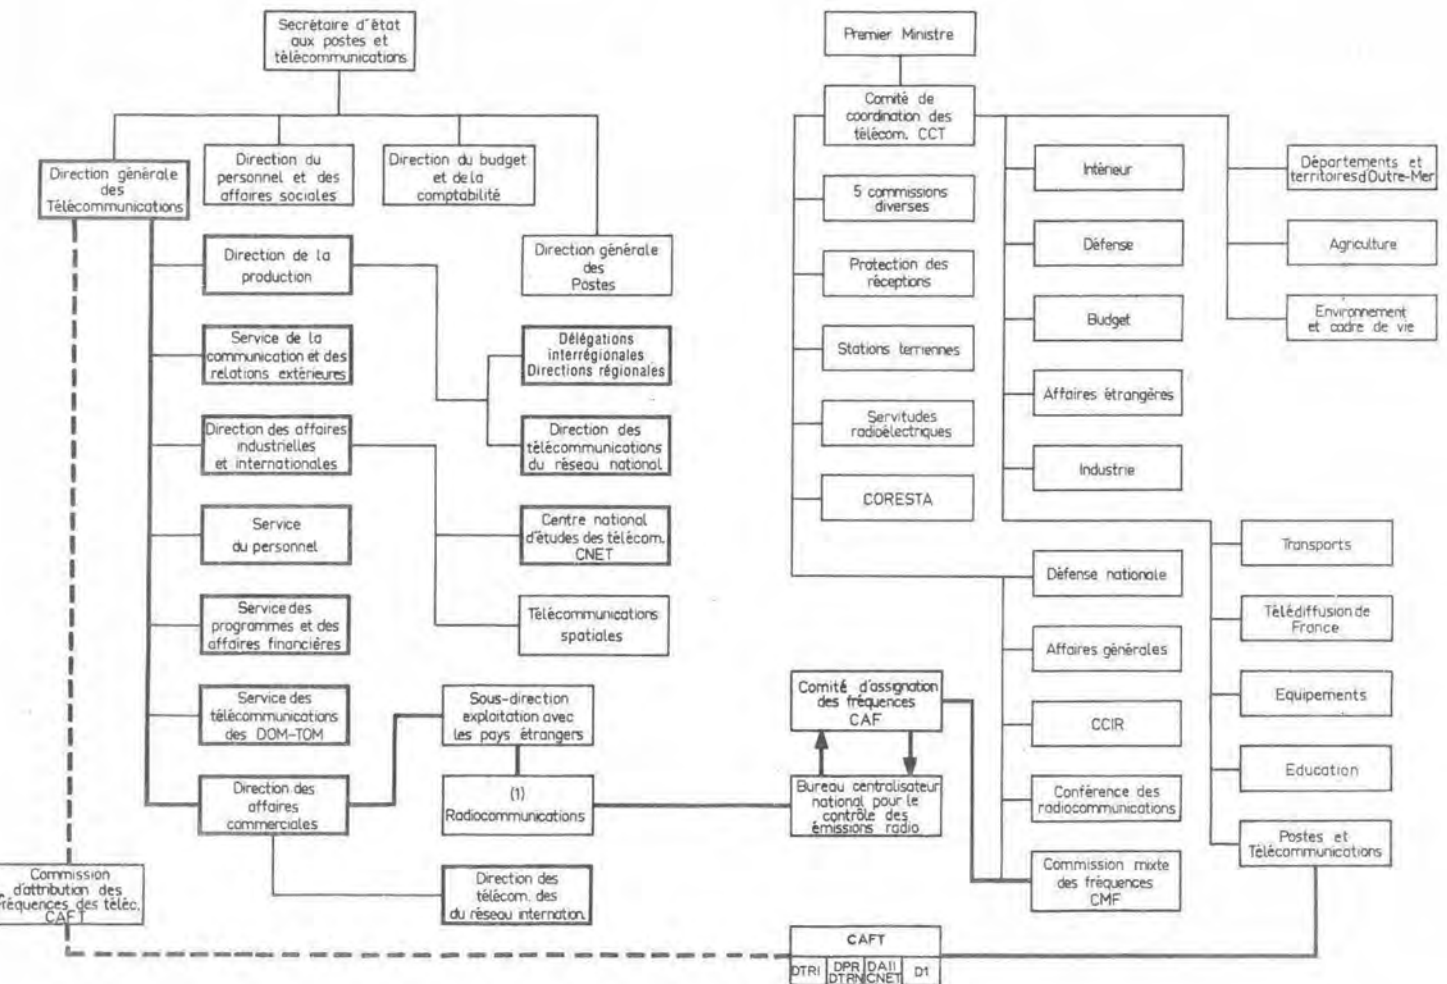 Secrétaire d'état
aux postes et
télécommunications
Direction générale
des
Télécommunications
Direction du
personnel et des
affaires sociales
Direction du budget
et de la
comptabilité
Direction générale
des
Postes
Direction de la
production
Service de la
communication et des
relations extérieures
Direction des affaires
industrielles
et internationales
Service
du personnel
Service des
programmes et des
affaires financières
Service des
télécommunications
des DOM-TOM
Direction des
affaires
commerciales
Délégations
interrégionales
Directions régionales
Direction des
télécommunications
du réseau national
Centre national
d'études des télécom.
CNET
Télécommunications
spatiales
Sous-direction
exploitation avec
les pays étrangers
(1)
Radiocommunications
Direction des
télécom. des
du réseau internation.
Commission
d'attribution des
fréquences des téléc.
CAFT
Premier Ministre
Comité de
coordination des
télécom. CCT
5 commissions
diverses
Protection des
réceptions
Stations terriennes
Servitudes
radioélectriques
CORESTA
Intérieur
Défense
Budget
Affaires étrangères
Industrie
Départements et
territoires d'Outre-Mer
Agriculture
Environnement
et cadre de vie
Défense nationale
Affaires générales
CCIR
Conférence des
radiocommunications
Commission mixte
des fréquences
CMF
Transports
Télédiffusion de
France
Equipements
Education
Postes et
Télécommunications
Comité d'assignation
des fréquences
CAF
Bureau centralisateur
national pour le
contrôle des
émissions radio
CAFT
DTRI
DPR
DTRN
DAII
CNET
D1